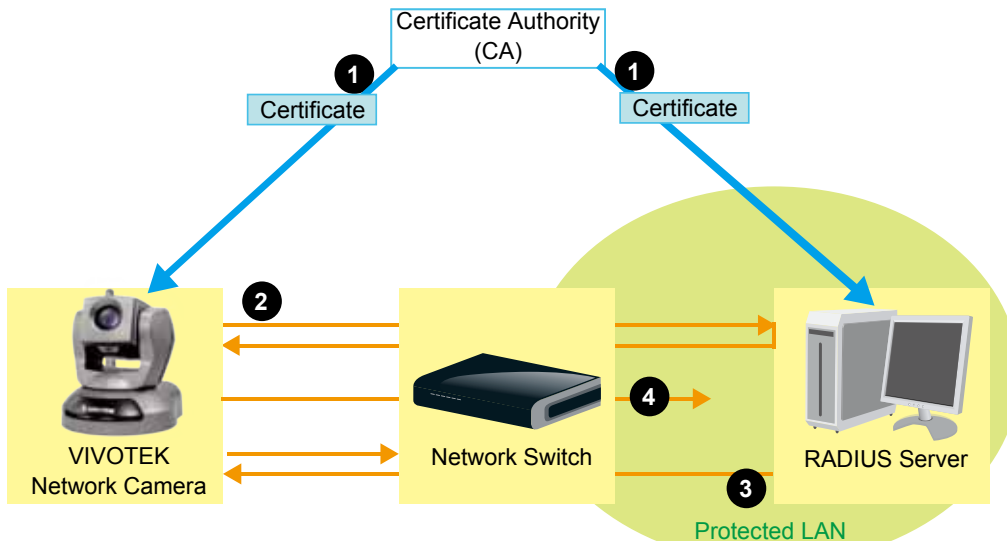 Certificate Authority
(CA)
1
1
Certificate
Certificate
2
4
VIVOTEK
Network Camera
Network Switch
RADIUS Server
3
Protected LAN